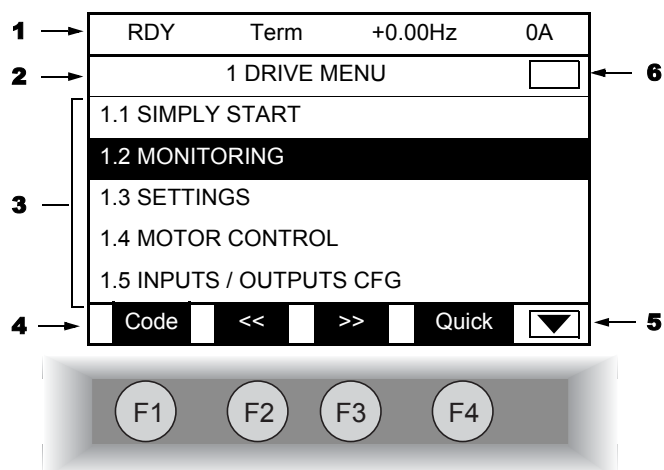 1 RDY Term +0.00Hz 0A
2 1 DRIVE MENU 6
1.1 SIMPLY START
1.2 MONITORING
3 1.3 SETTINGS
1.4 MOTOR CONTROL
1.5 INPUTS / OUTPUTS CFG
4 Code << >> Quick 5
F1 F2 F3 F4